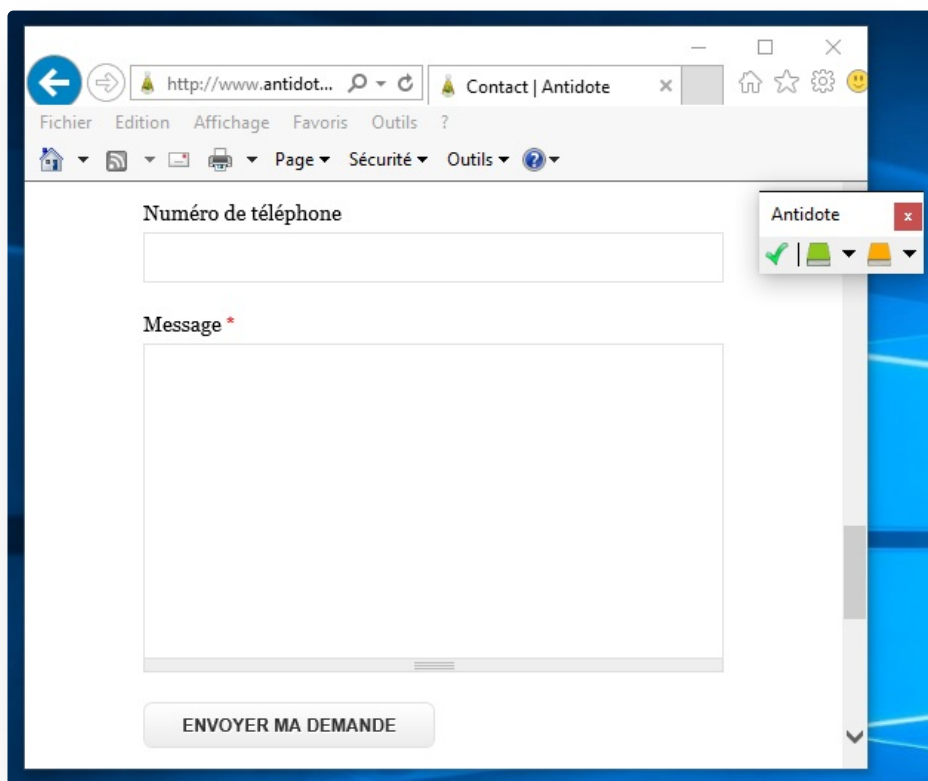 http://www.antidot...
Contact | Antidote
Fichier Edition Affichage Favoris Outils ?
Page Sécurité Outils
Numéro de téléphone
Antidote
Message *
ENVOYER MA DEMANDE